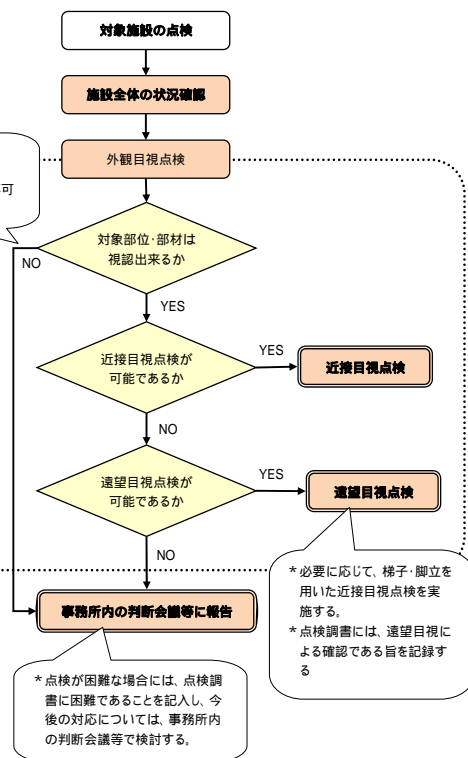 対象施設の点検
施設全体の状況確認
外観目視点検
可
対象部位・部材は
視認出来るか
NO
YES
近接目視点検が
可能であるか
YES
近接目視点検
NO
遠望目視点検が
可能であるか
YES
遠望目視点検
NO
*必要に応じて、梯子・脚立を
用いた近接目視点検を実
施する。
*点検調書には、遠望目視に
よる確認である旨を記録す
る
事務所内の判断会議等に報告
*点検が困難な場合には、点検調
書に困難であることを記入し、今
後の対応については、事務所内
の判断会議等で検討する。